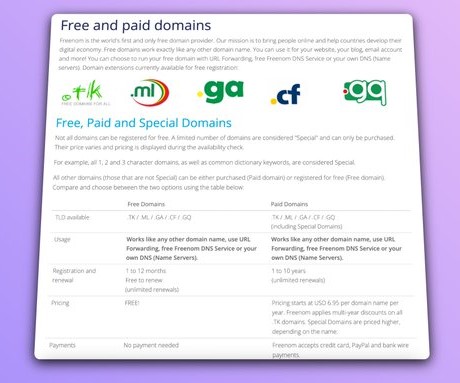 Free and paid domains
Freenom is the world's first and only free domain provider. Our mission is to bring people online and help countries develop their
digital economy. Free domains work exactly like any other domain name. You can use it for your website, your blog, email account
and more! You can choose to run your free domain with URL Forwarding, free Freenom DNS Service or your own DNS (Name
servers). Domain extensions currently available for free registration:
.tk .ml .ga .cf .gq
FREE DOMAINS FOR ALL
Free, Paid and Special Domains
Not all domains can be registered for free. A limited number of domains are considered "Special" and can only be purchased.
Their price varies and pricing is displayed during the availability check.
For example, all 1, 2 and 3 character domains, as well as common dictionary keywords, are considered Special.
All other domains (those that are not Special) can be either purchased (Paid domain) or registered for free (Free domain).
Compare and choose between the two options using the table below:
Free Domains Paid Domains
TLD available .TK / .ML / .GA / .CF / .GQ .TK / .ML / .GA / .CF / .GQ
(including Special Domains)
Usage Works like any other domain name, use URL Works like any other domain name, use URL
Forwarding, free Freenom DNS Service or your Forwarding, free Freenom DNS Service or your
own DNS (Name Servers). own DNS (Name Servers).
Registration and 1 to 12 months 1 to 10 years
renewal Free to renew (unlimited renewals)
(unlimited renewals)
Pricing FREE! Pricing starts at USD 6.95 per domain name per
year. Freenom applies multi-year discounts on all
.TK domains. Special Domains are priced higher,
depending on the name.
Payments No payment needed Freenom accepts credit card, PayPal and bank wire
payments.